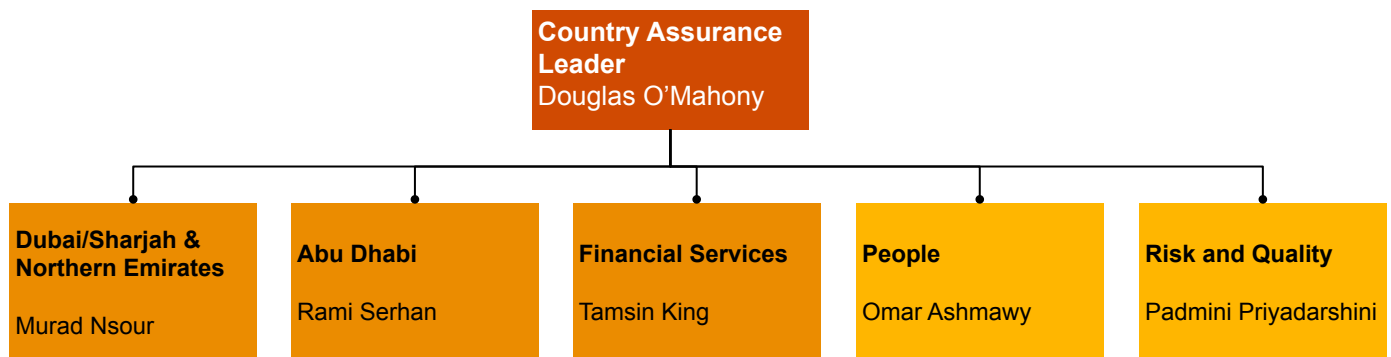 Country Assurance
Leader
Douglas O’Mahony
Dubai/Sharjah &
Northern Emirates
Murad Nsour
Abu Dhabi
Rami Serhan
Financial Services
Tamsin King
People
Omar Ashmawy
Risk and Quality
Padmini Priyadarshini